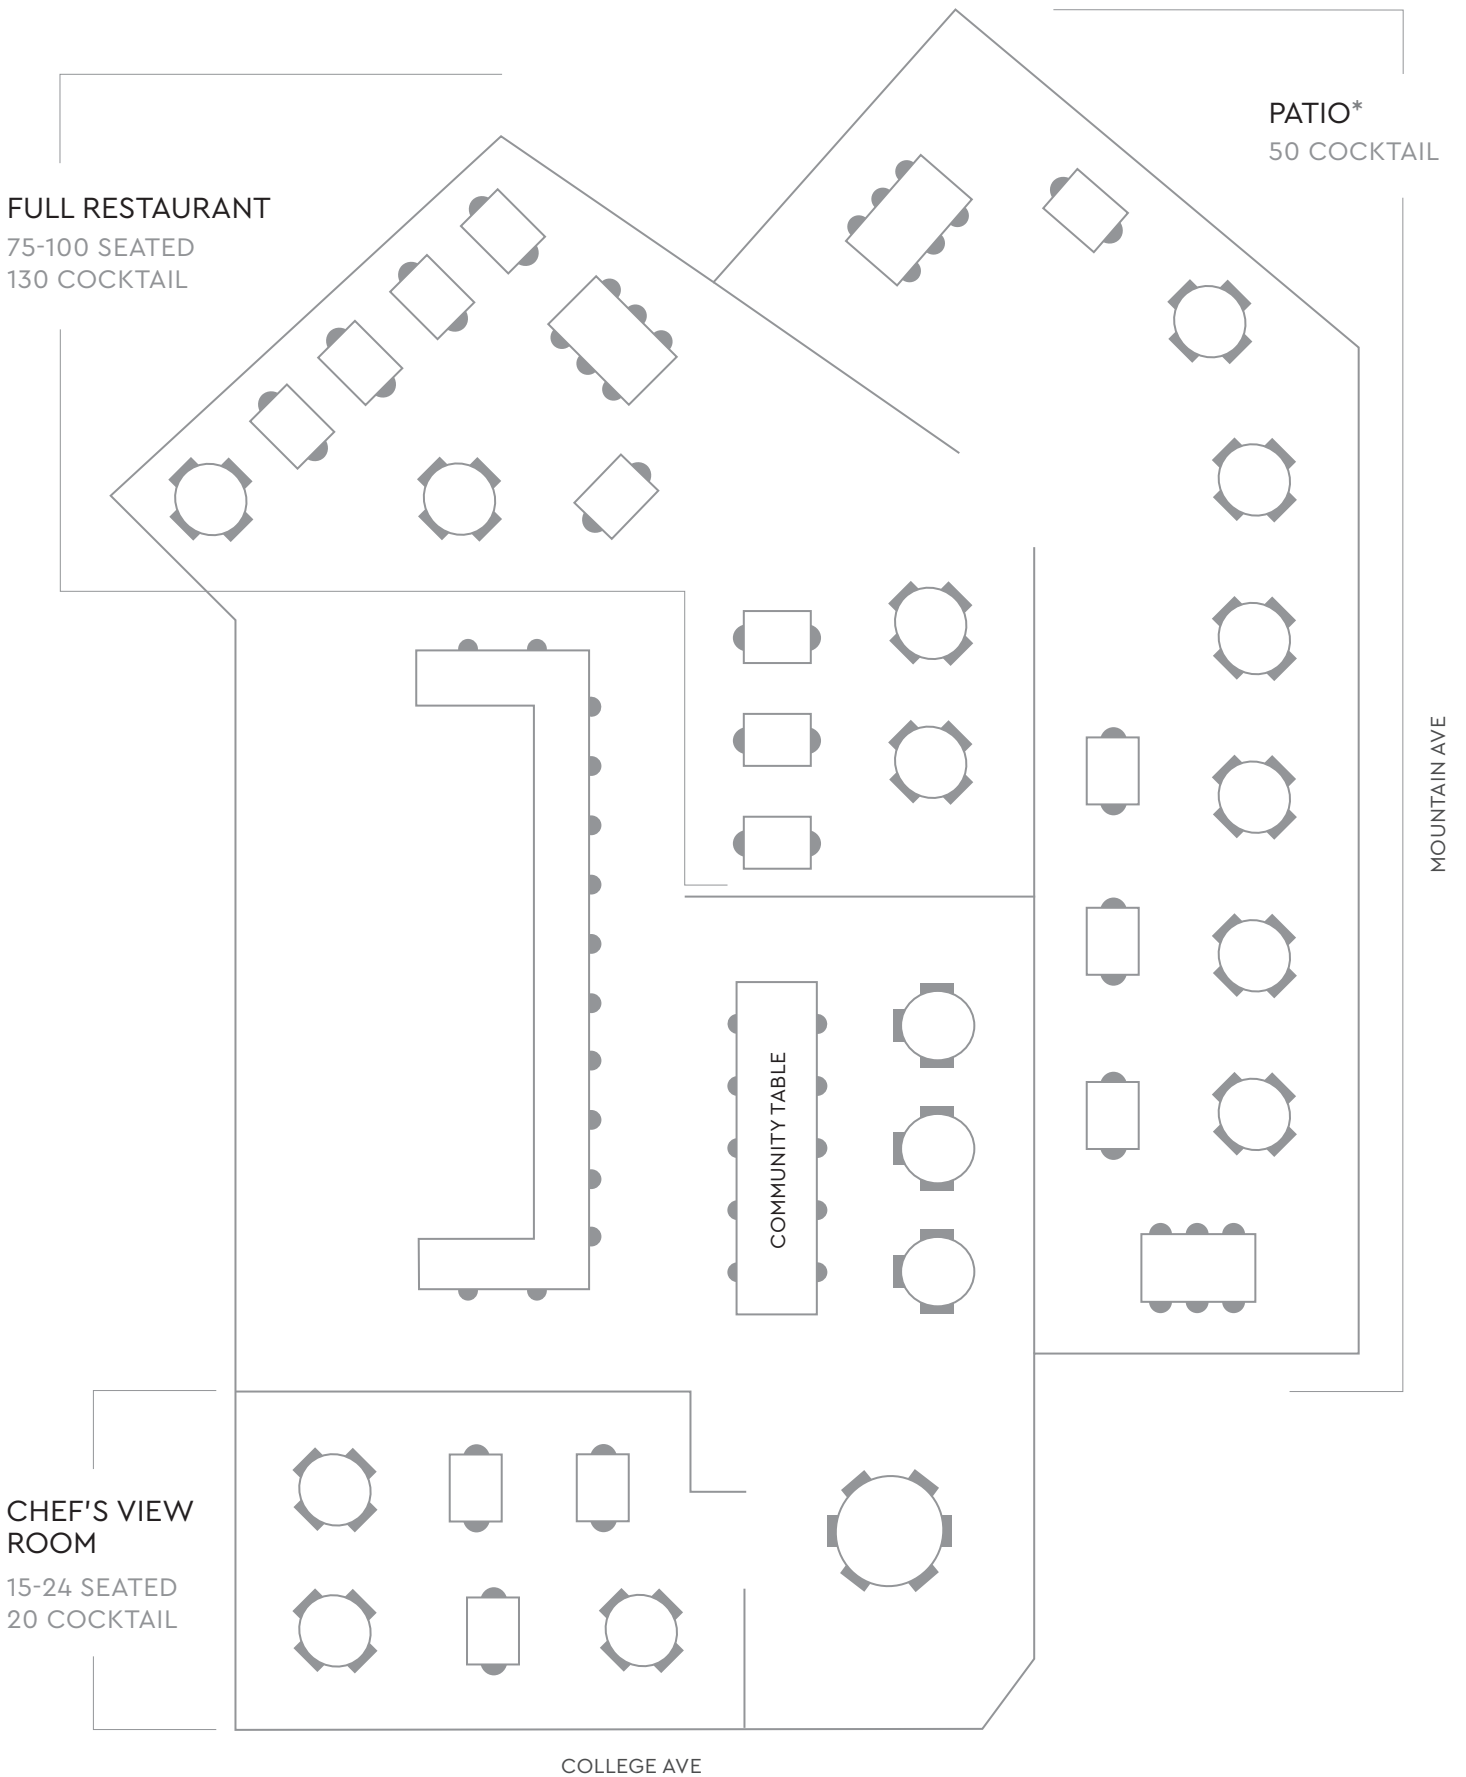 PATIO*
50 COCKTAIL
FULL RESTAURANT
75-100 SEATED
130 COCKTAIL
MOUNTAIN AVE
COMMUNITY TABLE
CHEF'S VIEW
ROOM
15-24 SEATED
20 COCKTAIL
COLLEGE AVE